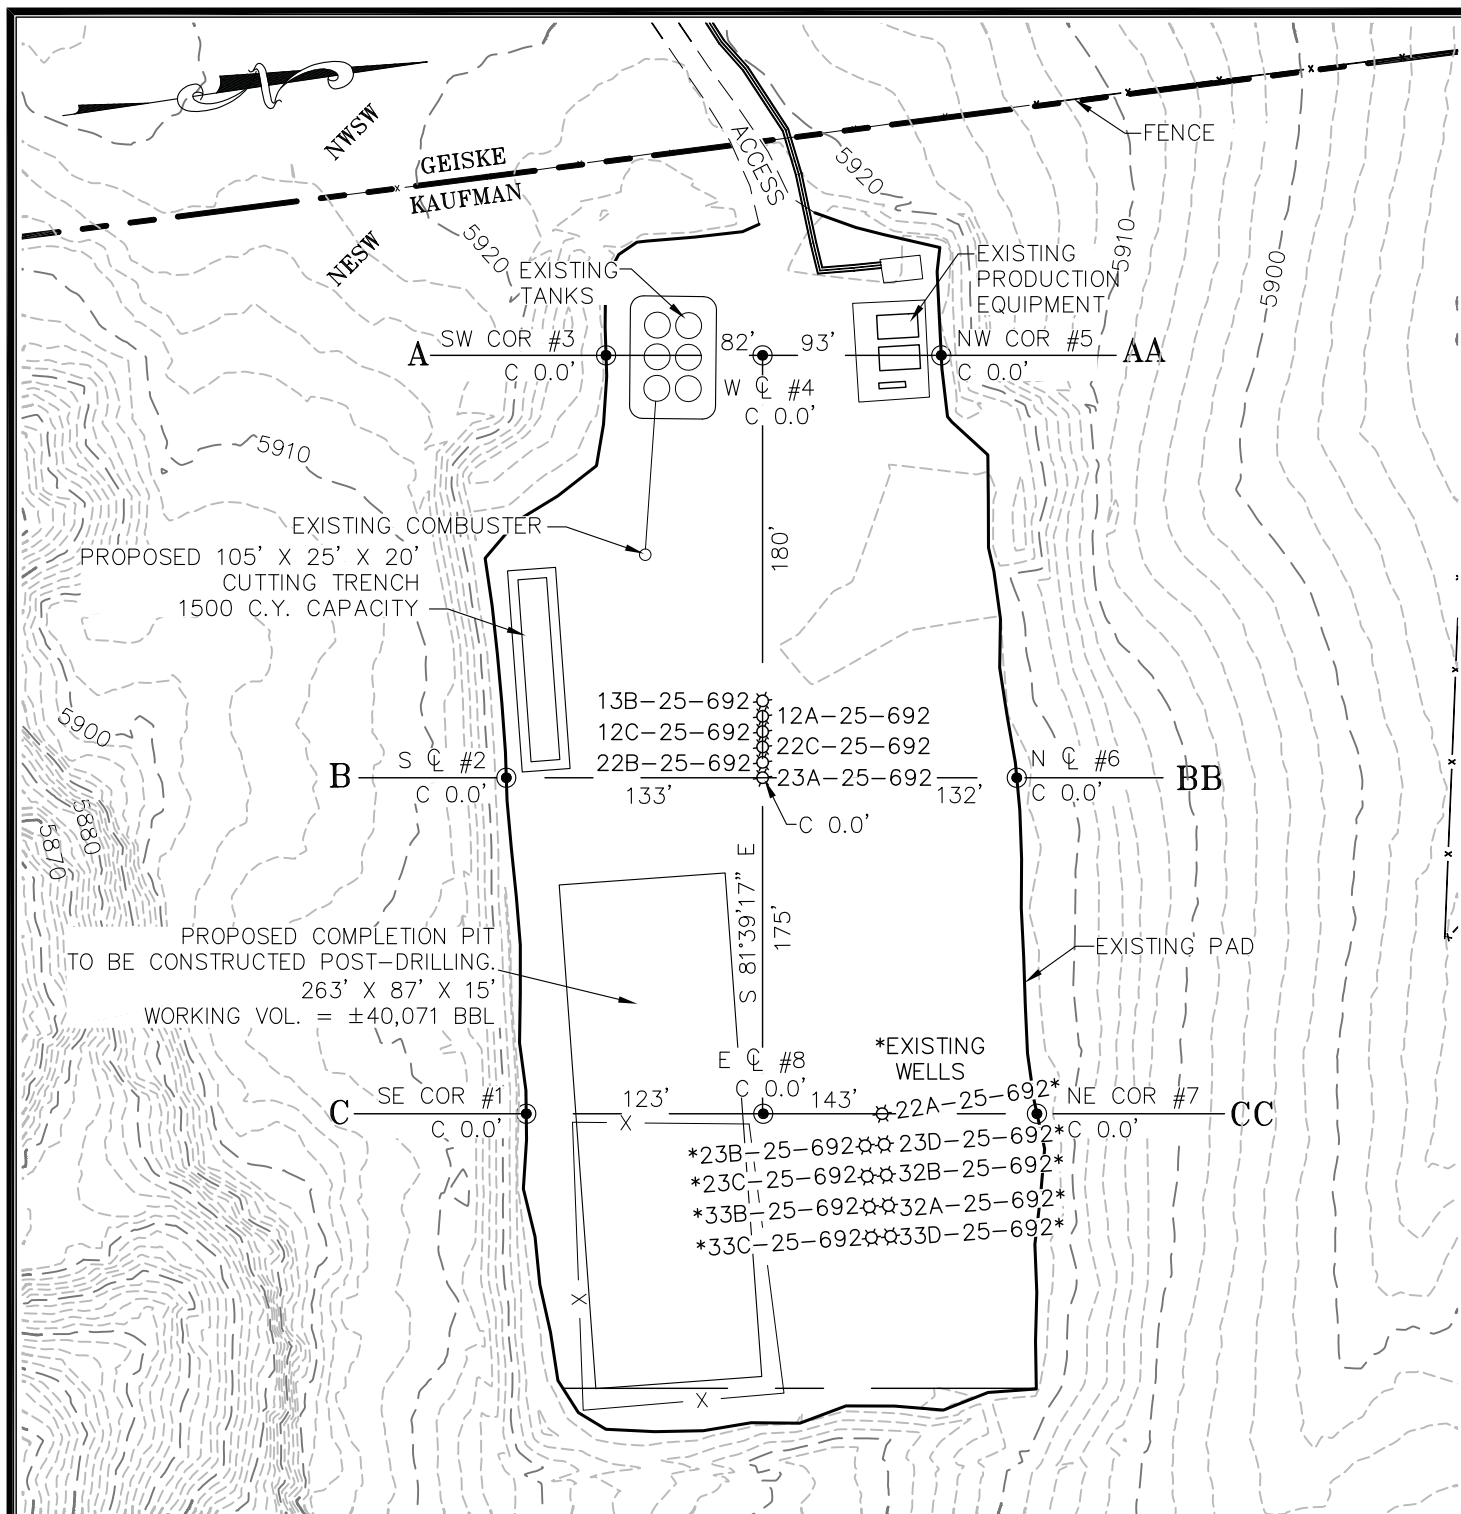 N
NWSW
GEISKE
KAUFMAN
NESW
ACCESS
FENCE
5920
5910
5900
5920
EXISTING
TANKS
EXISTING
PRODUCTION
EQUIPMENT
A
SW COR #3
C 0.0'
82'
93'
W ℄ #4
C 0.0'
NW COR #5
C 0.0'
AA
5910
EXISTING COMBUSTER
PROPOSED 105' X 25' X 20'
CUTTING TRENCH
1500 C.Y. CAPACITY
180'
13B-25-692
12A-25-692
12C-25-692
22C-25-692
22B-25-692
23A-25-692
5900
5880
5870
B
S ℄ #2
C 0.0'
133'
132'
C 0.0'
N ℄ #6
C 0.0'
BB
S 81°39'17" E
175'
PROPOSED COMPLETION PIT
TO BE CONSTRUCTED POST-DRILLING.
263' X 87' X 15'
WORKING VOL. = ±40,071 BBL
EXISTING PAD
*EXISTING
WELLS
E ℄ #8
C 0.0'
C
SE COR #1
C 0.0'
123'
143'
22A-25-692*
NE COR #7
C 0.0'
CC
*23B-25-692
23D-25-692*
*23C-25-692
32B-25-692*
*33B-25-692
32A-25-692*
*33C-25-692
33D-25-692*
X
X
X